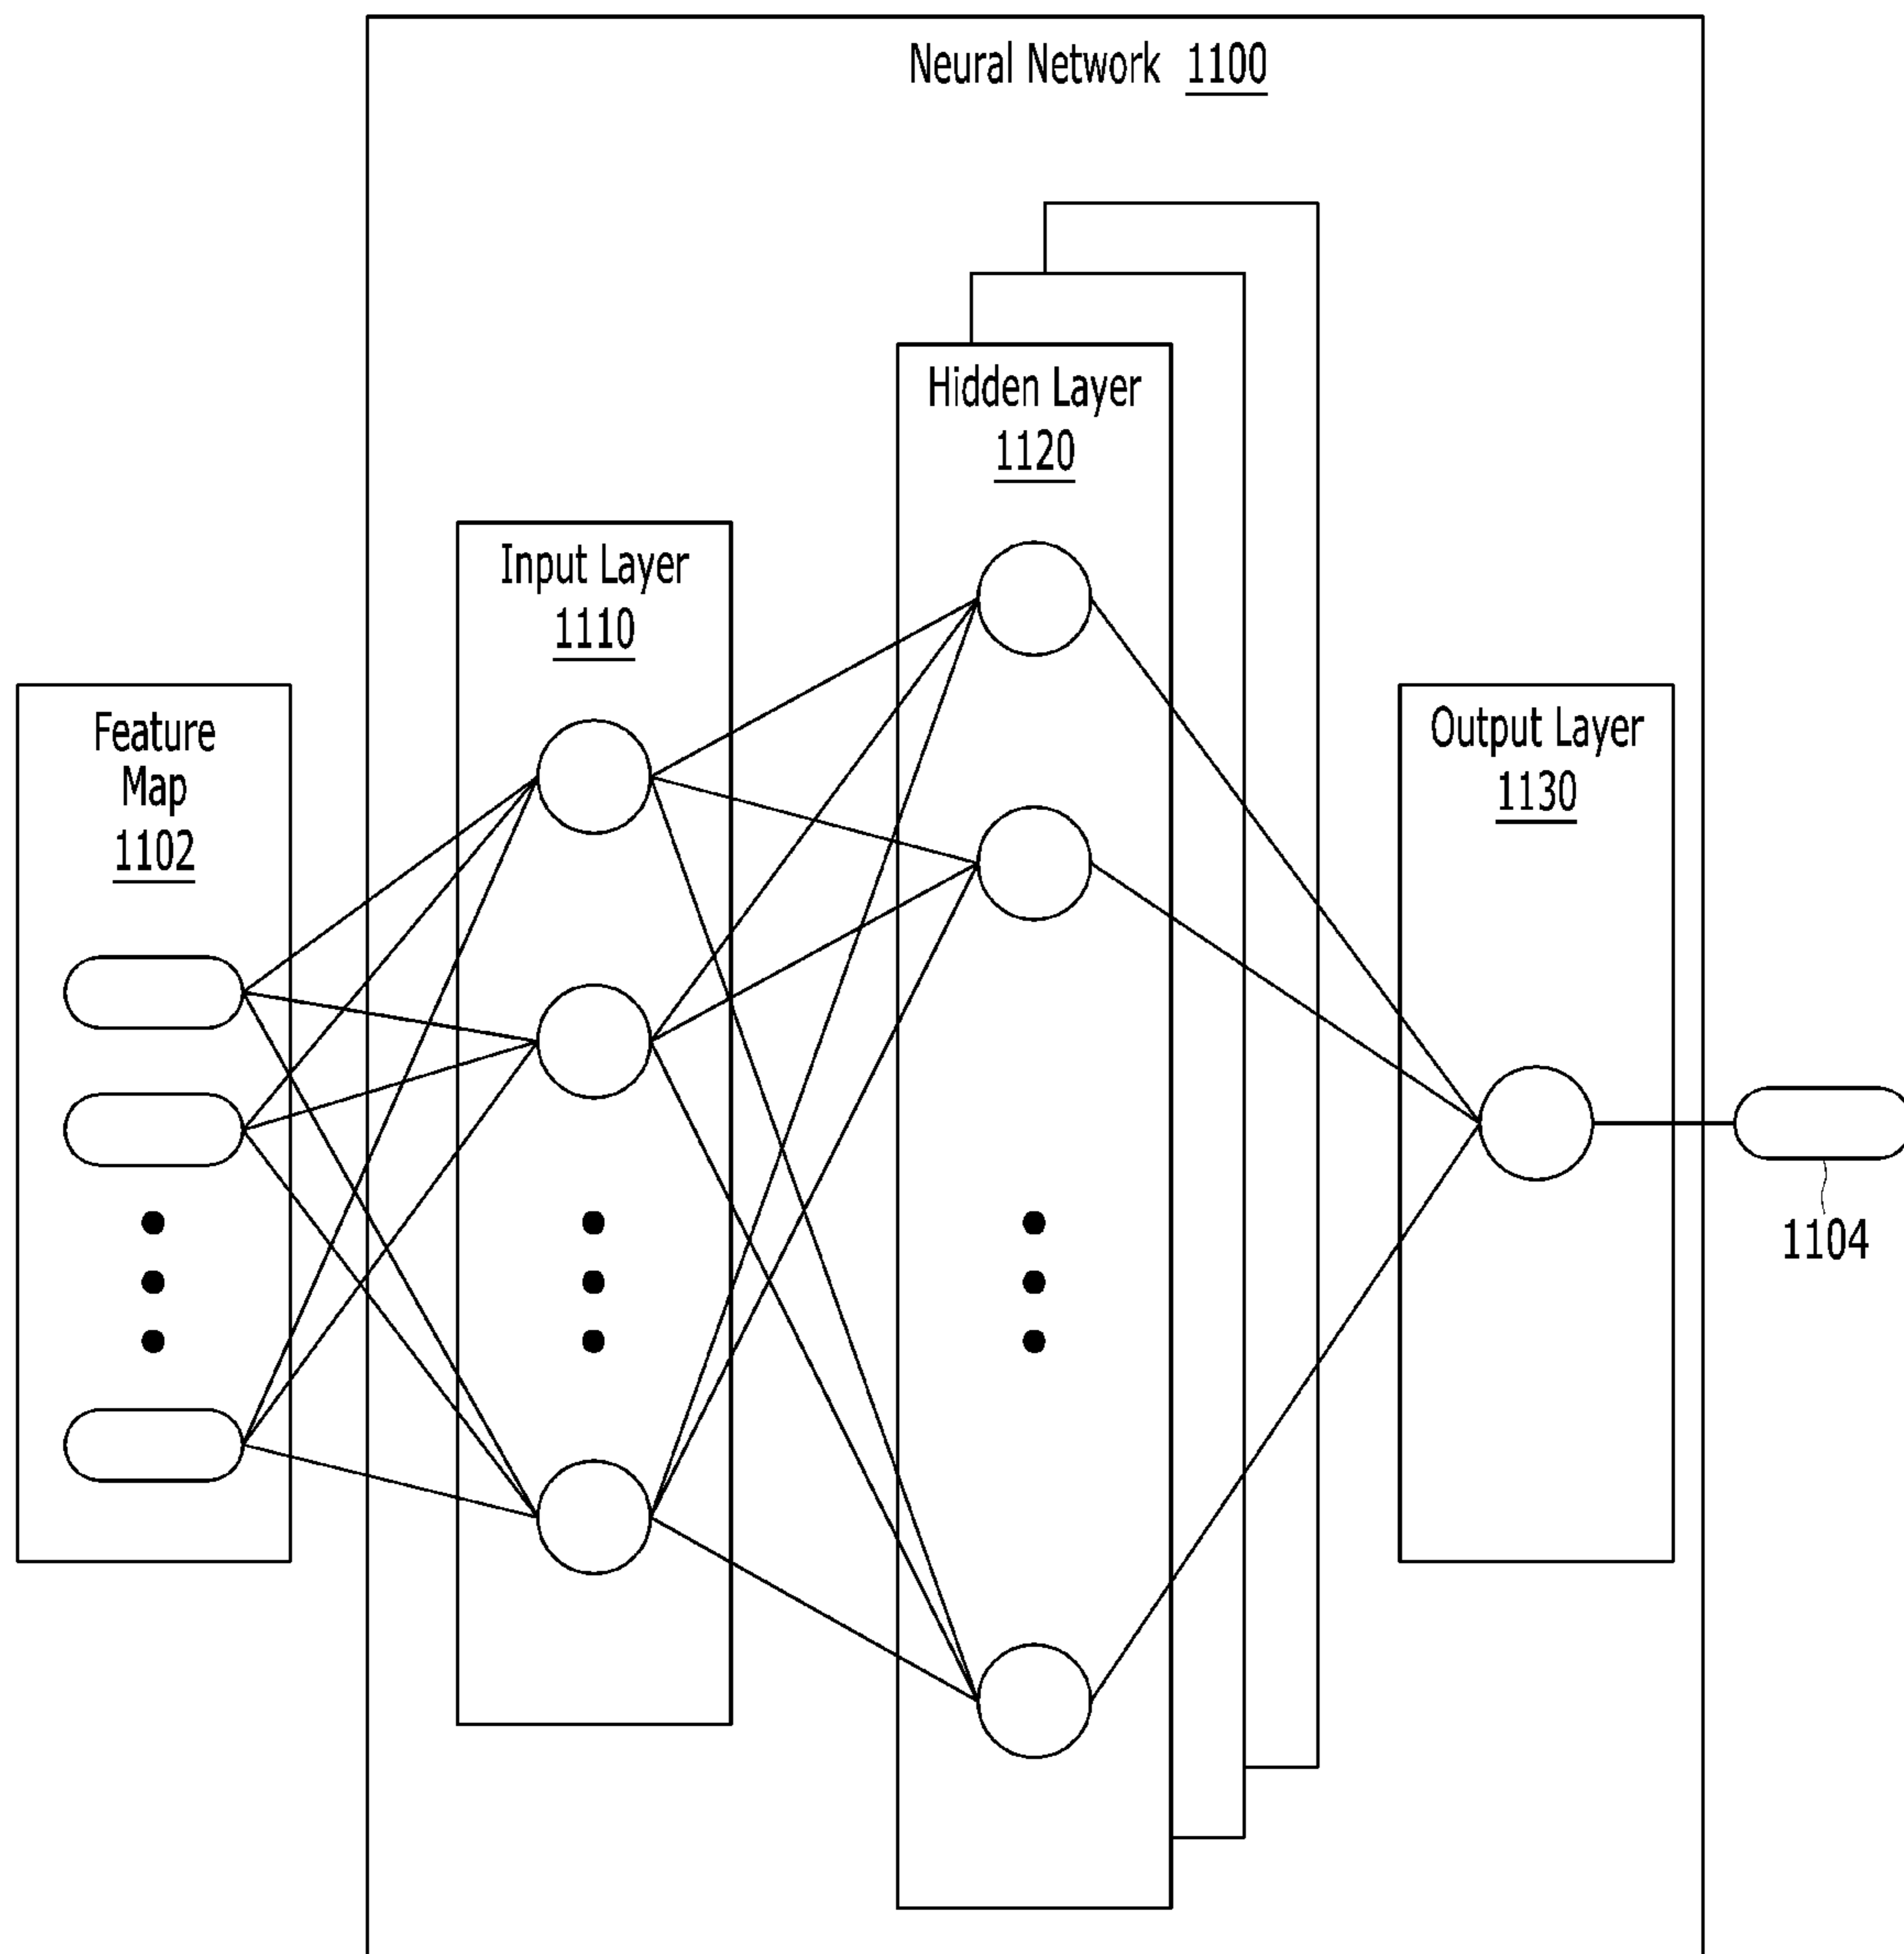 Neural Network 1100
Hidden Layer
1120
Input Layer
1110
Feature
Map
1102
Output Layer
1130
1104